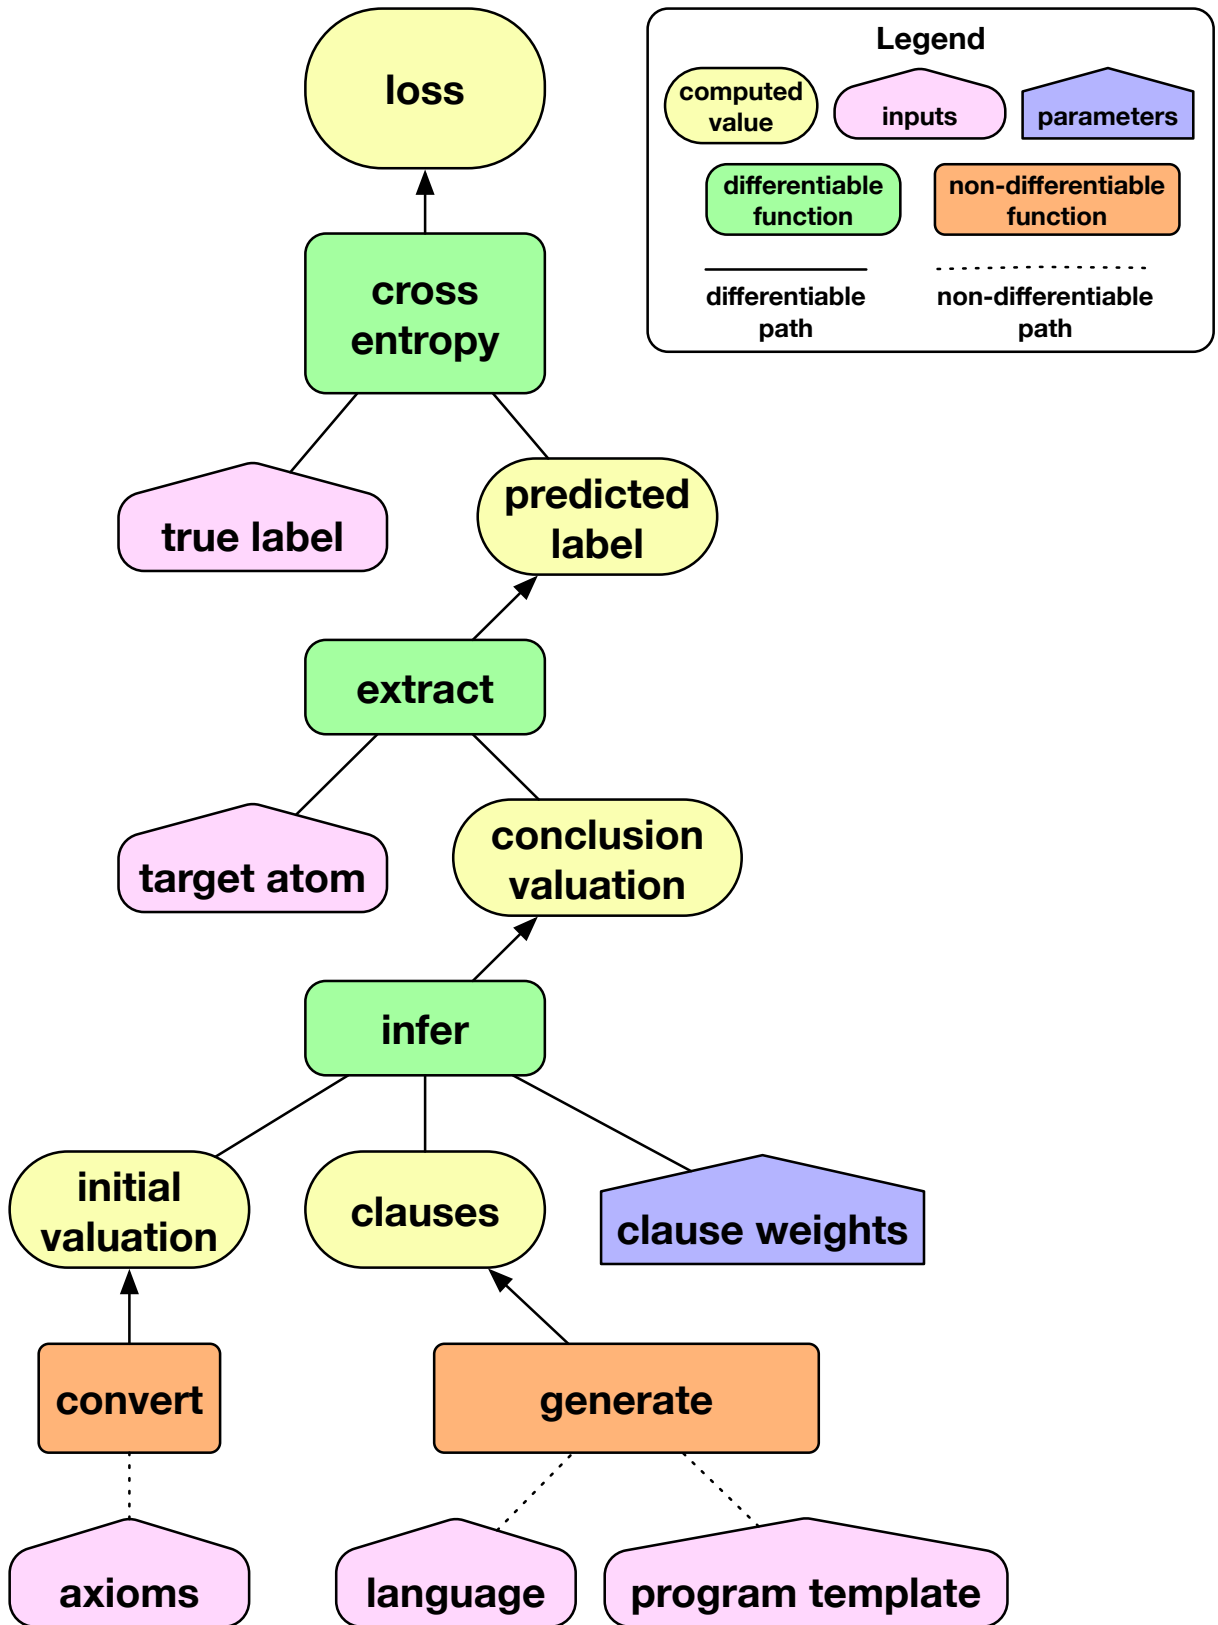 loss
Legend
computed
value
inputs
parameters
differentiable
function
non-differentiable
function
differentiable
path
non-differentiable
path
cross
entropy
true label
predicted
label
extract
target atom
conclusion
valuation
infer
initial
valuation
clauses
clause weights
convert
generate
axioms
language
program template